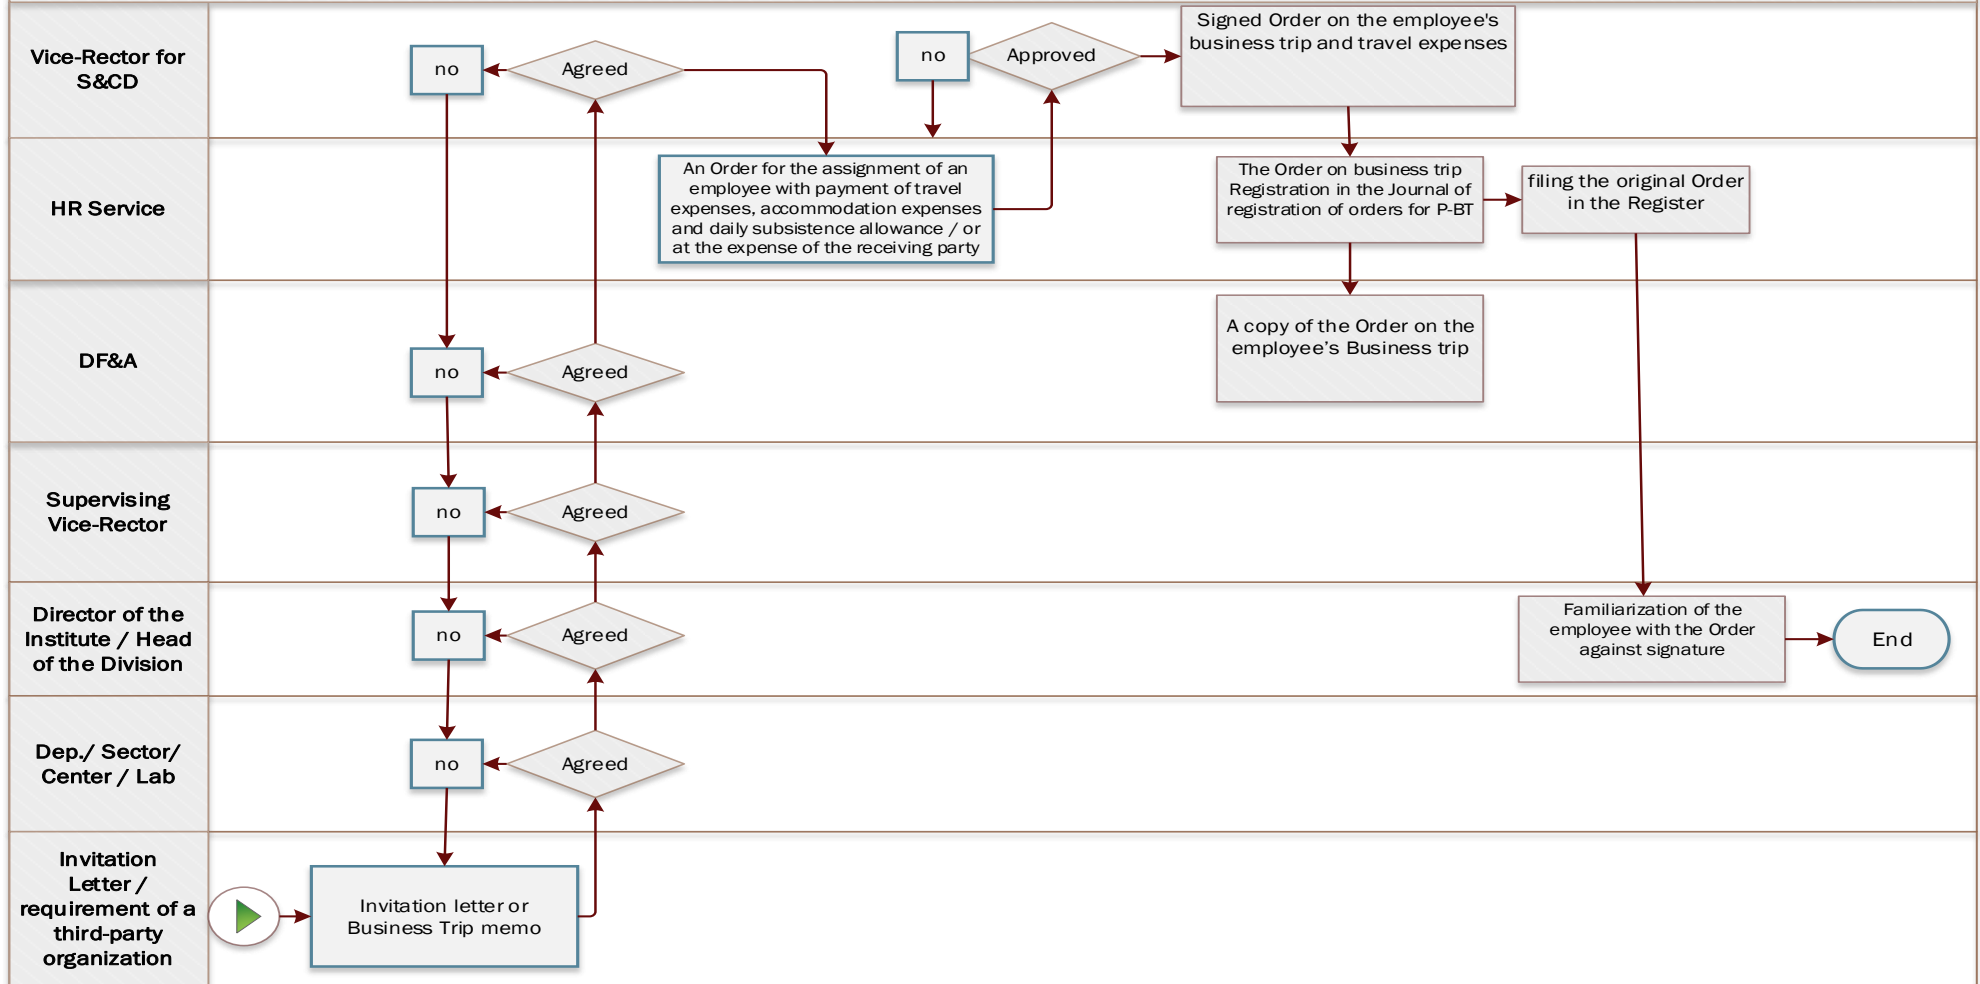 Vice-Rector for
S&CD
no
Agreed
no
Approved
Signed Order on the employee's
business trip and travel expenses
HR Service
An Order for the assignment of an
employee with payment of travel
expenses, accommodation expenses
and daily subsistence allowance / or
at the expense of the receiving party
The Order on business trip
Registration in the Journal of
registration of orders for P-BT
filing the original Order
in the Register
DF&A
no
Agreed
A copy of the Order on the
employee’s Business trip
Supervising
Vice-Rector
no
Agreed
Director of the
Institute / Head
of the Division
no
Agreed
Familiarization of the
employee with the Order
against signature
End
Dep./ Sector/
Center / Lab
no
Agreed
Invitation
Letter /
requirement of a
third-party
organization
Invitation letter or
Business Trip memo